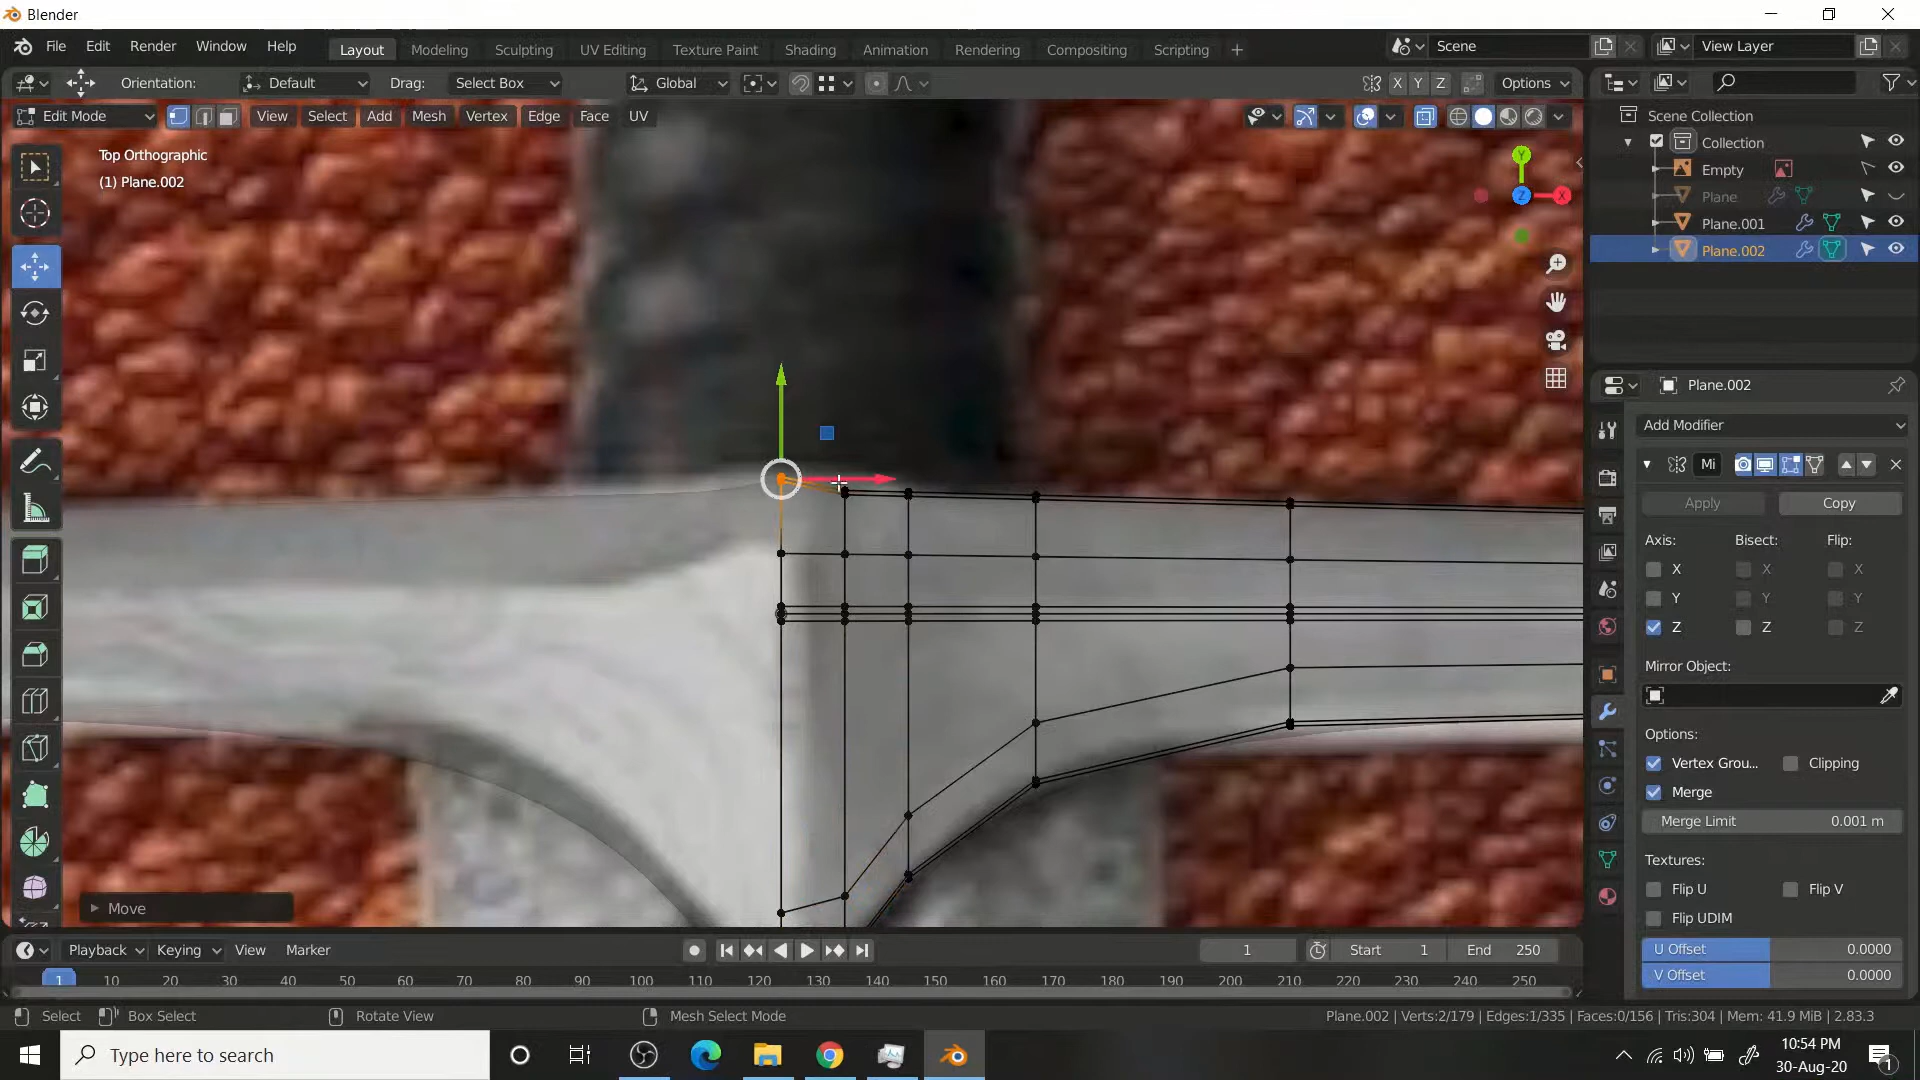 Blender
File Edit Render Window Help Layout Modeling Sculpting UV Editing Texture Paint Shading Animation Rendering Compositing Scripting + Scene View Layer
Orientation: Default Drag: Select Box Global X Y Z Options
Edit Mode View Select Add Mesh Vertex Edge Face UV
Top Orthographic
(1) Plane.002
Y
Z
X
Scene Collection
Collection
Empty
Plane
Plane.001
Plane.002
Plane.002
Add Modifier
Mi
Apply Copy
Axis: Bisect: Flip:
X X X
Y Y Y
Z Z Z
Mirror Object:
Options:
Vertex Grou... Clipping
Merge
Merge Limit 0.001 m
Textures:
Flip U Flip V
Flip UDIM
U Offset 0.0000
V Offset 0.0000
Move
Playback Keying View Marker 1 Start 1 End 250
1 10 20 30 40 50 60 70 80 90 100 110 120 130 140 150 160 170 180 190 200 210 220 230 240 250
Select Box Select Rotate View Mesh Select Mode Plane.002 | Verts:2/179 | Edges:1/335 | Faces:0/156 | Tris:304 | Mem: 41.9 MiB | 2.83.3
Type here to search
10:54 PM
30-Aug-20
1